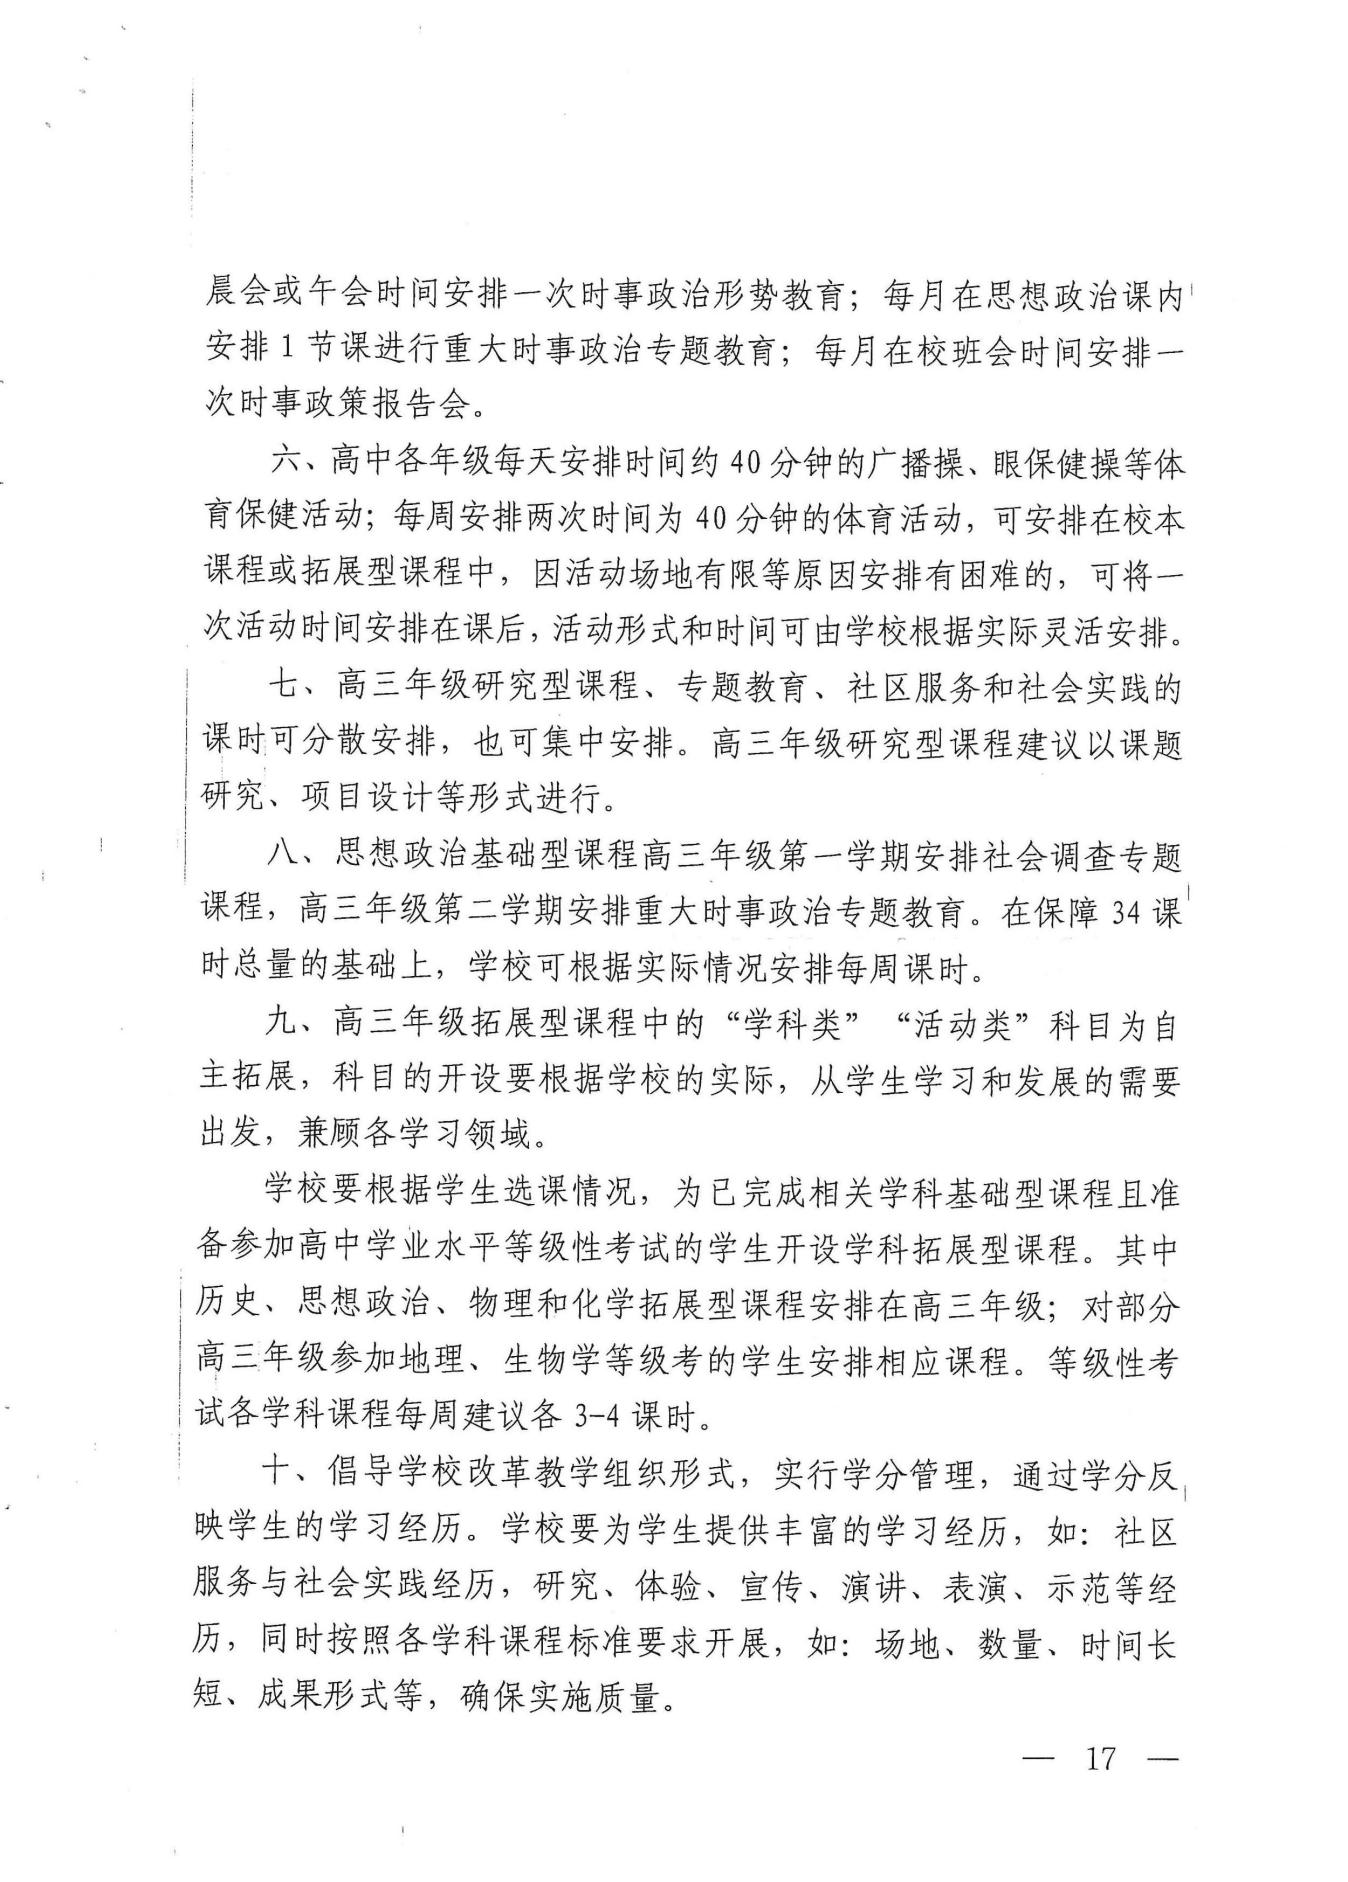 晨会或午会时间安排一次时事政治形势教育；每月在思想政治课内
安排 1 节课进行重大时事政治专题教育；每月在校班会时间安排一
次时事政策报告会。
六、高中各年级每天安排时间约 40 分钟的广播操、眼保健操等体
育保健活动；每周安排两次时间为 40 分钟的体育活动，可安排在校本
课程或拓展型课程中，因活动场地有限等原因安排有困难的，可将一
次活动时间安排在课后，活动形式和时间可由学校根据实际灵活安排。
七、高三年级研究型课程、专题教育、社区服务和社会实践的
课时可分散安排，也可集中安排。高三年级研究型课程建议以课题
研究、项目设计等形式进行。
八、思想政治基础型课程高三年级第一学期安排社会调查专题
课程，高三年级第二学期安排重大时事政治专题教育。在保障 34 课
时总量的基础上，学校可根据实际情况安排每周课时。
九、高三年级拓展型课程中的“学科类”“活动类”科目为自
主拓展，科目的开设要根据学校的实际，从学生学习和发展的需要
出发，兼顾各学习领域。
学校要根据学生选课情况，为已完成相关学科基础型课程且准
备参加高中学业水平等级性考试的学生开设学科拓展型课程。其中
历史、思想政治、物理和化学拓展型课程安排在高三年级；对部分
高三年级参加地理、生物学等级考的学生安排相应课程。等级性考
试各学科课程每周建议各 3-4 课时。
十、倡导学校改革教学组织形式，实行学分管理，通过学分反
映学生的学习经历。学校要为学生提供丰富的学习经历，如：社区
服务与社会实践经历，研究、体验、宣传、演讲、表演、示范等经
历，同时按照各学科课程标准要求开展，如：场地、数量、时间长
短、成果形式等，确保实施质量。
— 17 —